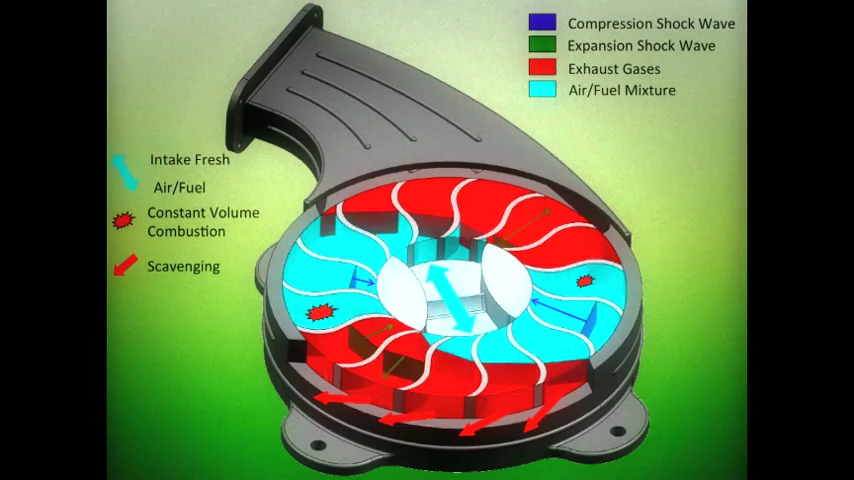 Compression Shock Wave
Expansion Shock Wave
Exhaust Gases
Air/Fuel Mixture
Intake Fresh
Air/Fuel
Constant Volume
Combustion
Scavenging